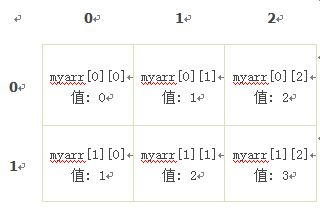 0 1 2
0 myarr[0][0] myarr[0][1] myarr[0][2]
值: 0 值: 1 值: 2
1 myarr[1][0] myarr[1][1] myarr[1][2]
值: 1 值: 2 值: 3